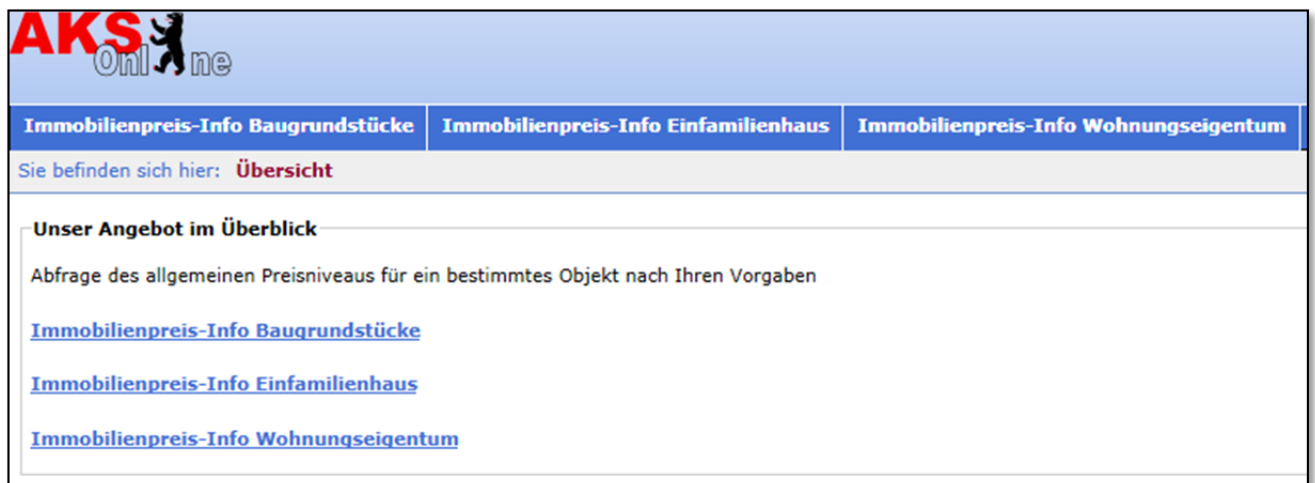 AKS
Online
Immobilienpreis-Info Baugrundstücke Immobilienpreis-Info Einfamilienhaus Immobilienpreis-Info Wohnungseigentum
Sie befinden sich hier: Übersicht
Unser Angebot im Überblick
Abfrage des allgemeinen Preisniveaus für ein bestimmtes Objekt nach Ihren Vorgaben
Immobilienpreis-Info Baugrundstücke
Immobilienpreis-Info Einfamilienhaus
Immobilienpreis-Info Wohnungseigentum